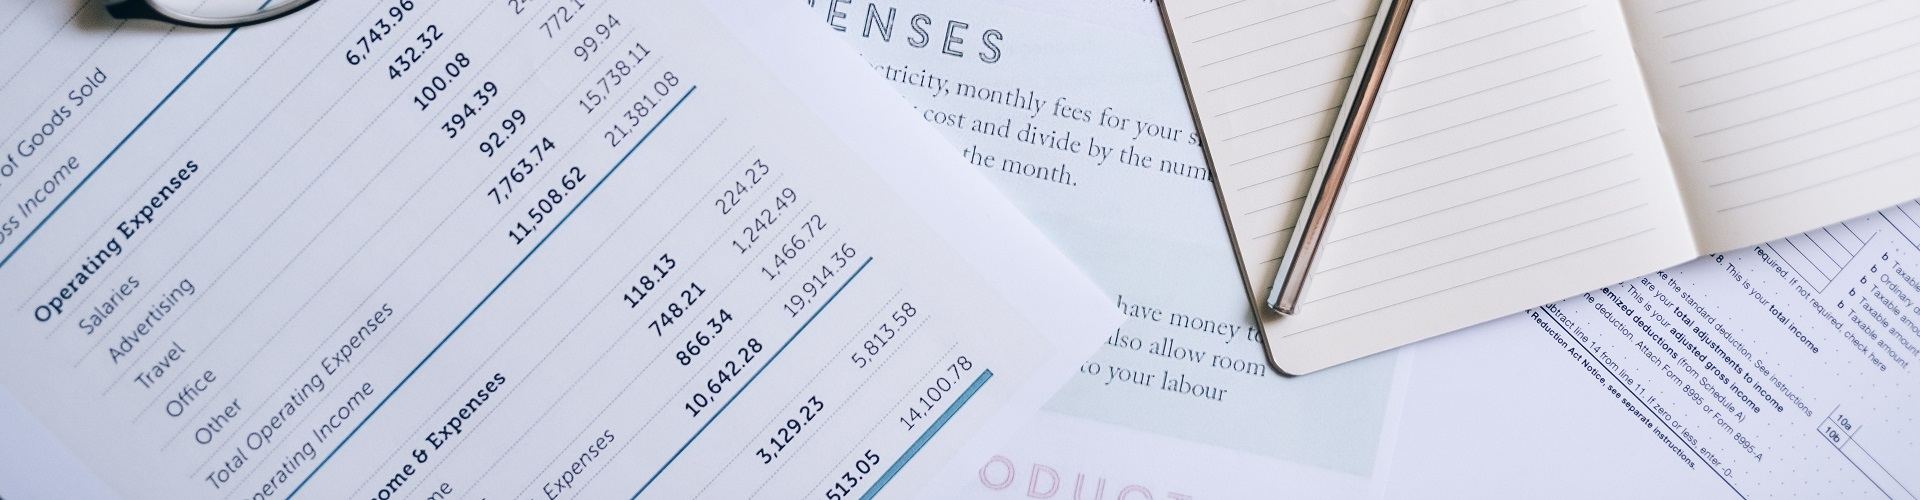 of Goods Sold
ss Income
Operating Expenses
Salaries 6,743.96
Advertising 432.32
Travel 100.08 24
Office 394.39 772.1
Other 92.99 99.94
Total Operating Expenses 7,763.74 15,738.11
perating Income 11,508.62 21,381.08
ome & Expenses
me 118.13 224.23
748.21 1,242.49
Expenses 866.34 1,466.72
10,642.28 19,914.36
3,129.23 5,813.58
513.05 14,100.78
ENSES
ctricity, monthly fees for your s
cost and divide by the num
the month.
have money to
lso allow room
to your labour
ODUCT
required. If not required, check here
8. This is your total income
ke the standard deduction. See instructions
are your total adjustments to income
This is your adjusted gross income
emized deductions (from Schedule A)
ne deduction. Attach Form 8995 or Form 8995-A
btract line 14 from line 11. If zero or less, enter -0-
Reduction Act Notice, see separate instructions.
b Taxable
b Ordinary d
b Taxable amount
b Taxable amount
b Taxable amount
10a
10b